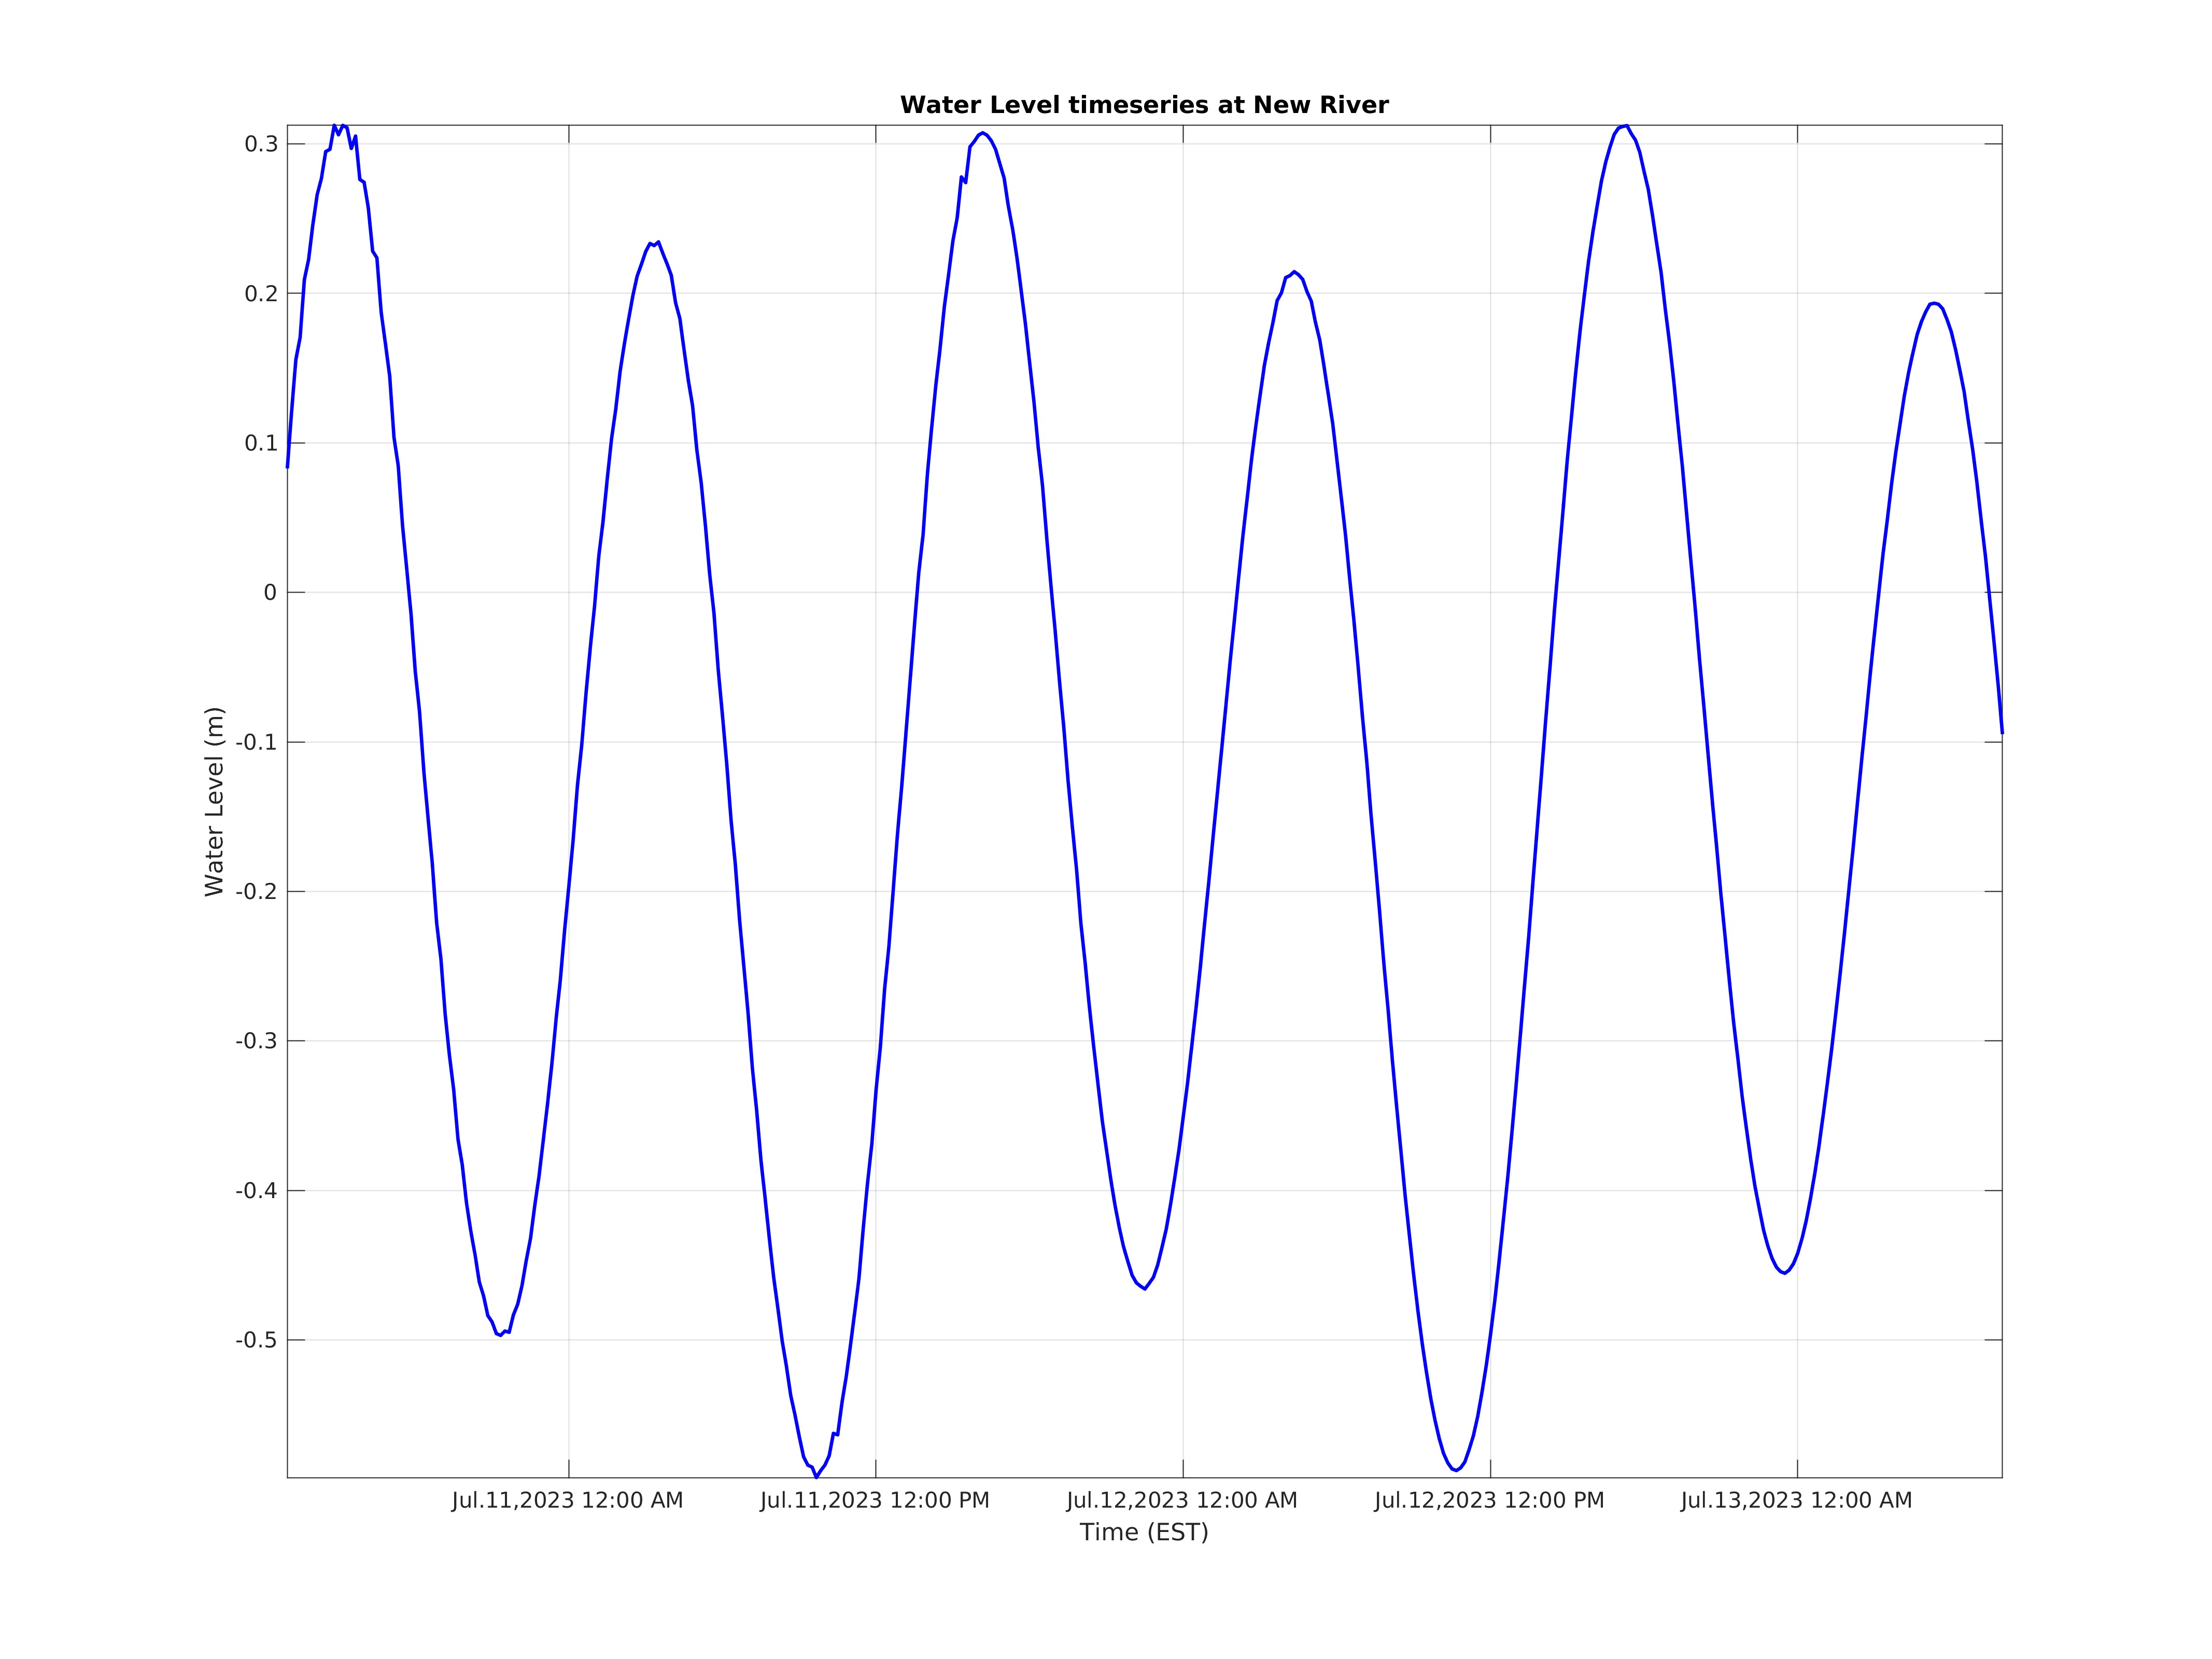 Water Level timeseries at New River
0.3
0.2
0.1
0
-0.1
-0.2
-0.3
-0.4
-0.5
Water Level (m)
Jul.11,2023 12:00 AM
Jul.11,2023 12:00 PM
Jul.12,2023 12:00 AM
Jul.12,2023 12:00 PM
Jul.13,2023 12:00 AM
Time (EST)